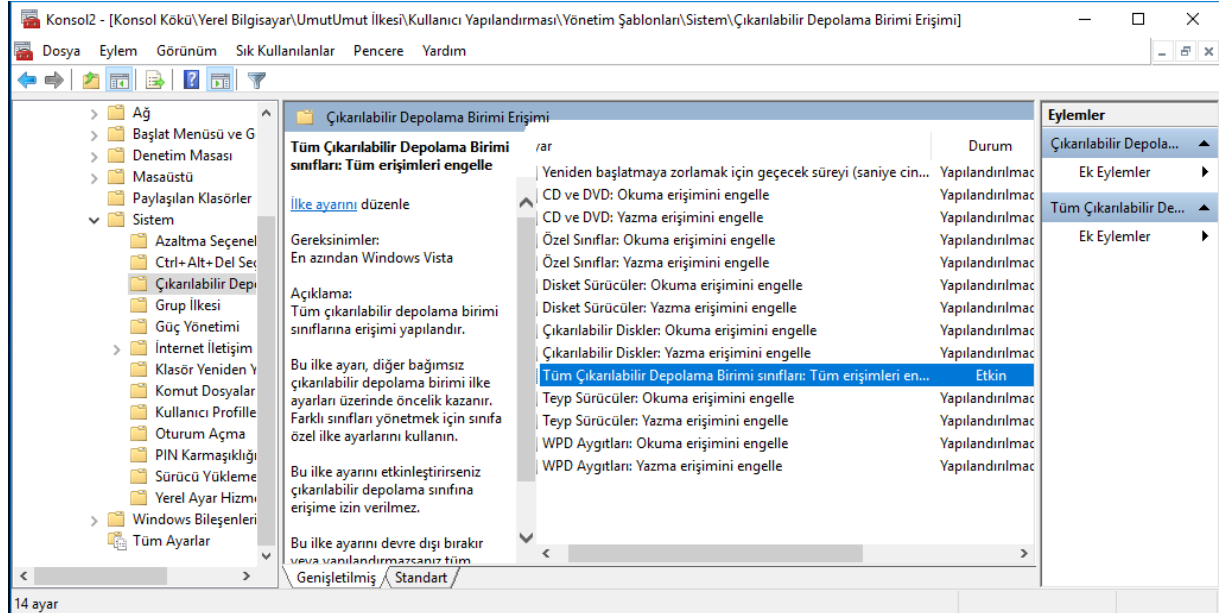 Konsol2 - [Konsol Kökü\Yerel Bilgisayar\UmutUmut İlkesi\Kullanıcı Yapılandırması\Yönetim Şablonları\Sistem\Çıkarılabilir Depolama Birimi Erişimi]
Dosya Eylem Görünüm Sık Kullanılanlar Pencere Yardım
Ağ
Başlat Menüsü ve G
Denetim Masası
Masaüstü
Paylaşılan Klasörler
Sistem
Azaltma Seçenel
Ctrl+Alt+Del Seç
Çıkarılabilir Depo
Grup İlkesi
Güç Yönetimi
İnternet İletişim
Klasör Yeniden Y
Komut Dosyalar
Kullanıcı Profille
Oturum Açma
PIN Karmaşıklığı
Sürücü Yükleme
Yerel Ayar Hizme
Windows Bileşenleri
Tüm Ayarlar
Çıkarılabilir Depolama Birimi Erişimi
Tüm Çıkarılabilir Depolama Birimi
sınıfları: Tüm erişimleri engelle
İlke ayarını düzenle
Gereksinimler:
En azından Windows Vista
Açıklama:
Tüm çıkarılabilir depolama birimi
sınıflarına erişimi yapılandır.
Bu ilke ayarı, diğer bağımsız
çıkarılabilir depolama birimi ilke
ayarları üzerinde öncelik kazanır.
Farklı sınıfları yönetmek için sınıfa
özel ilke ayarlarını kullanın.
Bu ilke ayarını etkinleştirirseniz
çıkarılabilir depolama sınıfına
erişime izin verilmez.
Bu ilke ayarını devre dışı bırakır
veya yapılandırmazsanız tüm
yar Durum
Yeniden başlatmaya zorlamak için geçecek süreyi (saniye cin... Yapılandırılmad
CD ve DVD: Okuma erişimini engelle Yapılandırılmad
CD ve DVD: Yazma erişimini engelle Yapılandırılmad
Özel Sınıflar: Okuma erişimini engelle Yapılandırılmad
Özel Sınıflar: Yazma erişimini engelle Yapılandırılmad
Disket Sürücüler: Okuma erişimini engelle Yapılandırılmad
Disket Sürücüler: Yazma erişimini engelle Yapılandırılmad
Çıkarılabilir Diskler: Okuma erişimini engelle Yapılandırılmad
Çıkarılabilir Diskler: Yazma erişimini engelle Yapılandırılmad
Tüm Çıkarılabilir Depolama Birimi sınıfları: Tüm erişimleri en... Etkin
Teyp Sürücüler: Okuma erişimini engelle Yapılandırılmad
Teyp Sürücüler: Yazma erişimini engelle Yapılandırılmad
WPD Aygıtları: Okuma erişimini engelle Yapılandırılmad
WPD Aygıtları: Yazma erişimini engelle Yapılandırılmad
Genişletilmiş Standart
Eylemler
Çıkarılabilir Depola...
Ek Eylemler
Tüm Çıkarılabilir De...
Ek Eylemler
14 ayar